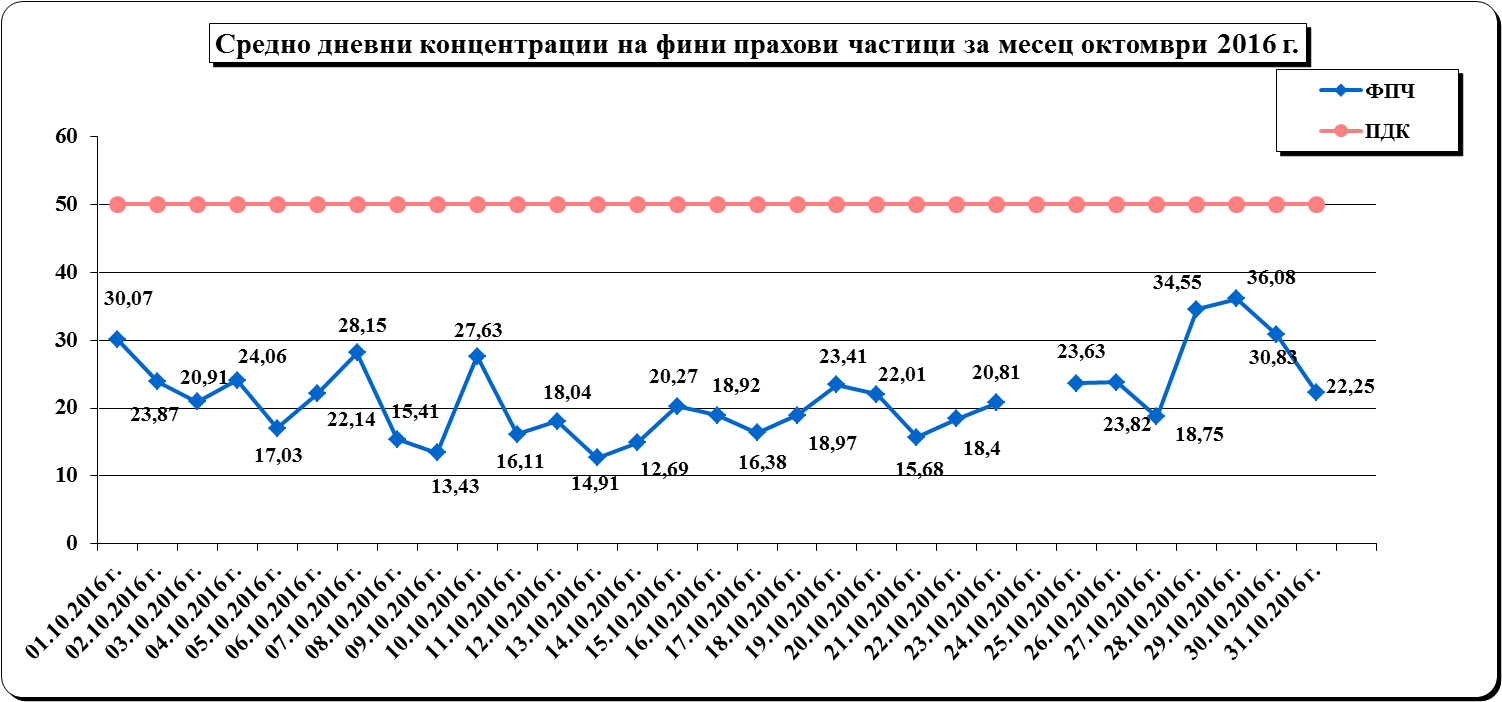 Средно дневни концентрации на фини прахови частици за месец октомври 2016 г.
ФПЧ
ПДК
60
50
40
30
20
10
0
30,07
23,87
20,91
24,06
17,03
22,14
28,15
15,41
13,43
27,63
16,11
18,04
14,91
12,69
20,27
18,92
16,38
18,97
23,41
22,01
15,68
18,4
20,81
23,63
23,82
18,75
34,55
36,08
30,83
22,25
01.10.2016 г.
02.10.2016 г.
03.10.2016 г.
04.10.2016 г.
05.10.2016 г.
06.10.2016 г.
07.10.2016 г.
08.10.2016 г.
09.10.2016 г.
10.10.2016 г.
11.10.2016 г.
12.10.2016 г.
13.10.2016 г.
14.10.2016 г.
15.10.2016 г.
16.10.2016 г.
17.10.2016 г.
18.10.2016 г.
19.10.2016 г.
20.10.2016 г.
21.10.2016 г.
22.10.2016 г.
23.10.2016 г.
24.10.2016 г.
25.10.2016 г.
26.10.2016 г.
27.10.2016 г.
28.10.2016 г.
29.10.2016 г.
30.10.2016 г.
31.10.2016 г.